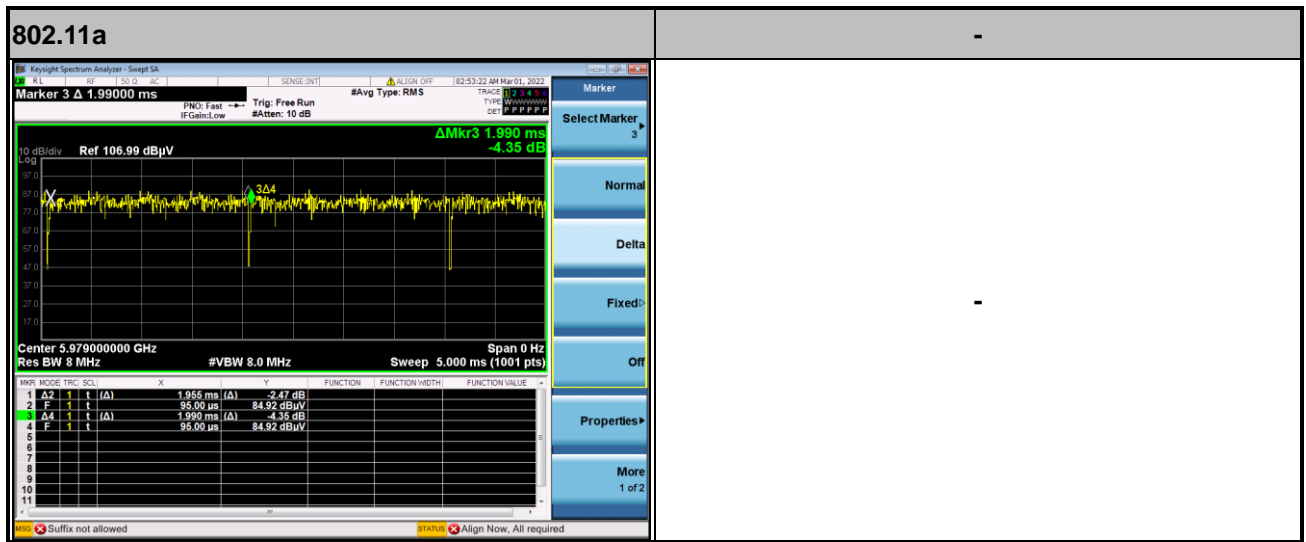 802.11a -
Keysight Spectrum Analyzer - Swept SA
RL RF 50 Ω AC SENSE:INT ALIGN OFF 02:53:22 AM Mar 01, 2022
Marker 3 Δ 1.99000 ms #Avg Type: RMS TRACE 1 2 3 4 5 6
PNO: Fast Trig: Free Run TYPE WWWWWW
IFGain:Low #Atten: 10 dB DET P P P P P P
ΔMkr3 1.990 ms
-4.35 dB
10 dB/div Ref 106.99 dBµV
Log
97.0
87.0
77.0
67.0
57.0
47.0
37.0
27.0
17.0
3Δ4
Center 5.979000000 GHz Span 0 Hz
Res BW 8 MHz #VBW 8.0 MHz Sweep 5.000 ms (1001 pts)
MKR MODE TRC SCL X Y FUNCTION FUNCTION WIDTH FUNCTION VALUE
1 Δ2 1 t (Δ) 1.955 ms (Δ) -2.47 dB
2 F 1 t 95.00 µs 84.92 dBµV
3 Δ4 1 t (Δ) 1.990 ms (Δ) -4.35 dB
4 F 1 t 95.00 µs 84.92 dBµV
5
6
7
8
9
10
11
MSG Suffix not allowed STATUS Align Now, All required
Marker
Select Marker
3
Normal
Delta
Fixed
Off
Properties
More
1 of 2
-